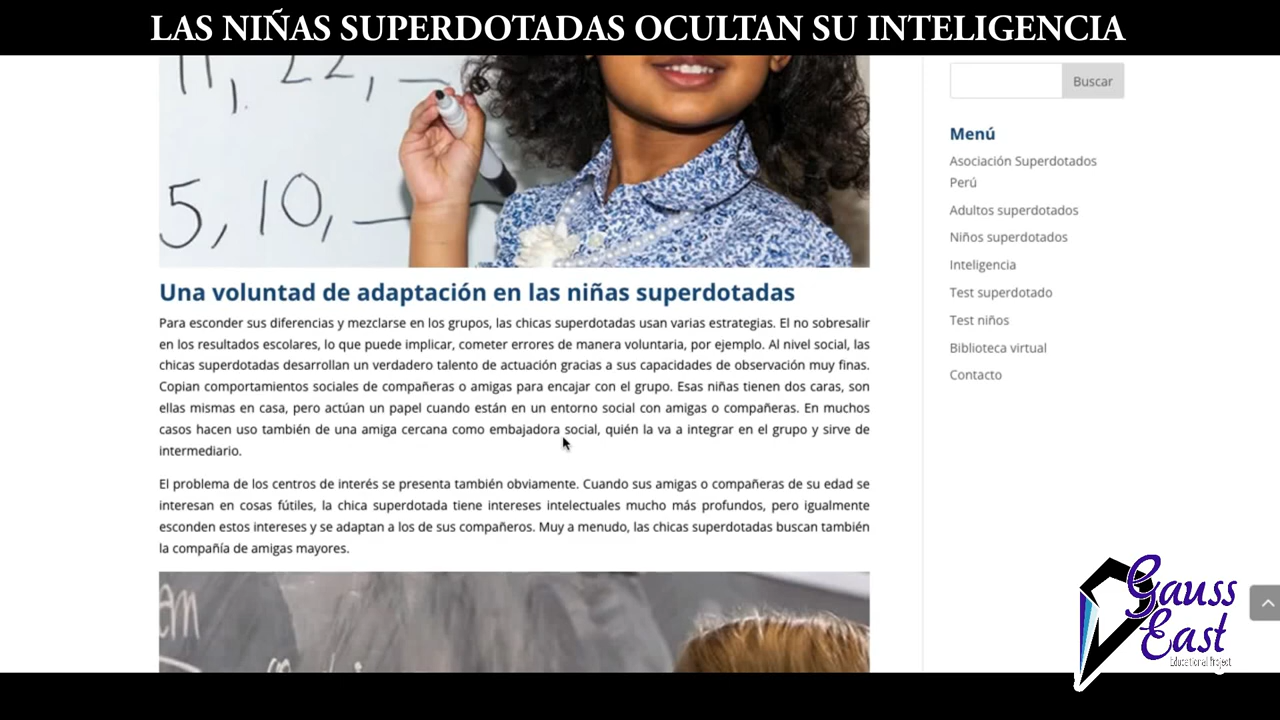 LAS NIÑAS SUPERDOTADAS OCULTAN SU INTELIGENCIA
11, 22, __
5, 10, __
Buscar
Menú
Asociación Superdotados
Perú
Adultos superdotados
Niños superdotados
Inteligencia
Test superdotado
Test niños
Biblioteca virtual
Contacto
Una voluntad de adaptación en las niñas superdotadas
Para esconder sus diferencias y mezclarse en los grupos, las chicas superdotadas usan varias estrategias. El no sobresalir
en los resultados escolares, lo que puede implicar, cometer errores de manera voluntaria, por ejemplo. Al nivel social, las
chicas superdotadas desarrollan un verdadero talento de actuación gracias a sus capacidades de observación muy finas.
Copian comportamientos sociales de compañeras o amigas para encajar con el grupo. Esas niñas tienen dos caras, son
ellas mismas en casa, pero actúan un papel cuando están en un entorno social con amigas o compañeras. En muchos
casos hacen uso también de una amiga cercana como embajadora social, quién la va a integrar en el grupo y sirve de
intermediario.
El problema de los centros de interés se presenta también obviamente. Cuando sus amigas o compañeras de su edad se
interesan en cosas fútiles, la chica superdotada tiene intereses intelectuales mucho más profundos, pero igualmente
esconden estos intereses y se adaptan a los de sus compañeros. Muy a menudo, las chicas superdotadas buscan también
la compañía de amigas mayores.
Gauss
East
Educational Project